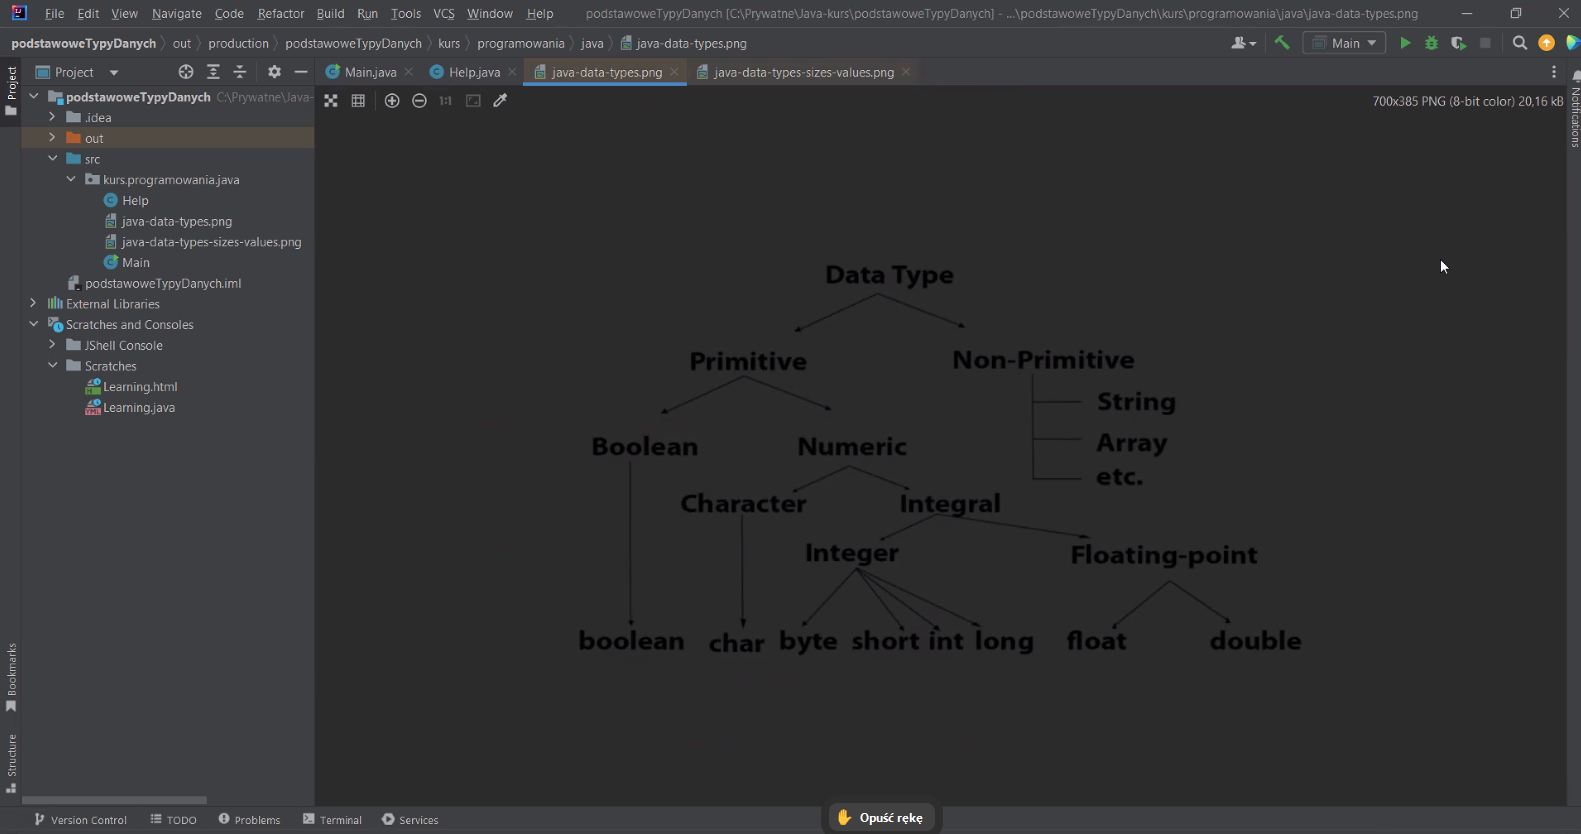 File Edit View Navigate Code Refactor Build Run Tools VCS Window Help podstawoweTypyDanych [C:\Prywatne\Java-kurs\podstawoweTypyDanych] - ...\podstawoweTypyDanych\kurs\programowania\java\java-data-types.png
podstawoweTypyDanych out production podstawoweTypyDanych kurs programowania java java-data-types.png Main
Project Project Main.java Help.java java-data-types.png java-data-types-sizes-values.png
podstawoweTypyDanych C:\Prywatne\Java-
1:1
700x385 PNG (8-bit color) 20,16 kB
Notifications
.idea
out
src
kurs.programowania.java
Help
java-data-types.png
java-data-types-sizes-values.png
Main
podstawoweTypyDanych.iml
External Libraries
Scratches and Consoles
JShell Console
Scratches
Learning.html
Learning.java
Data Type
Primitive Non-Primitive
String
Array
etc.
Boolean Numeric
Character Integral
Integer Floating-point
boolean char byte short int long float double
Bookmarks
Structure
Version Control TODO Problems Terminal Services
Opuść rękę